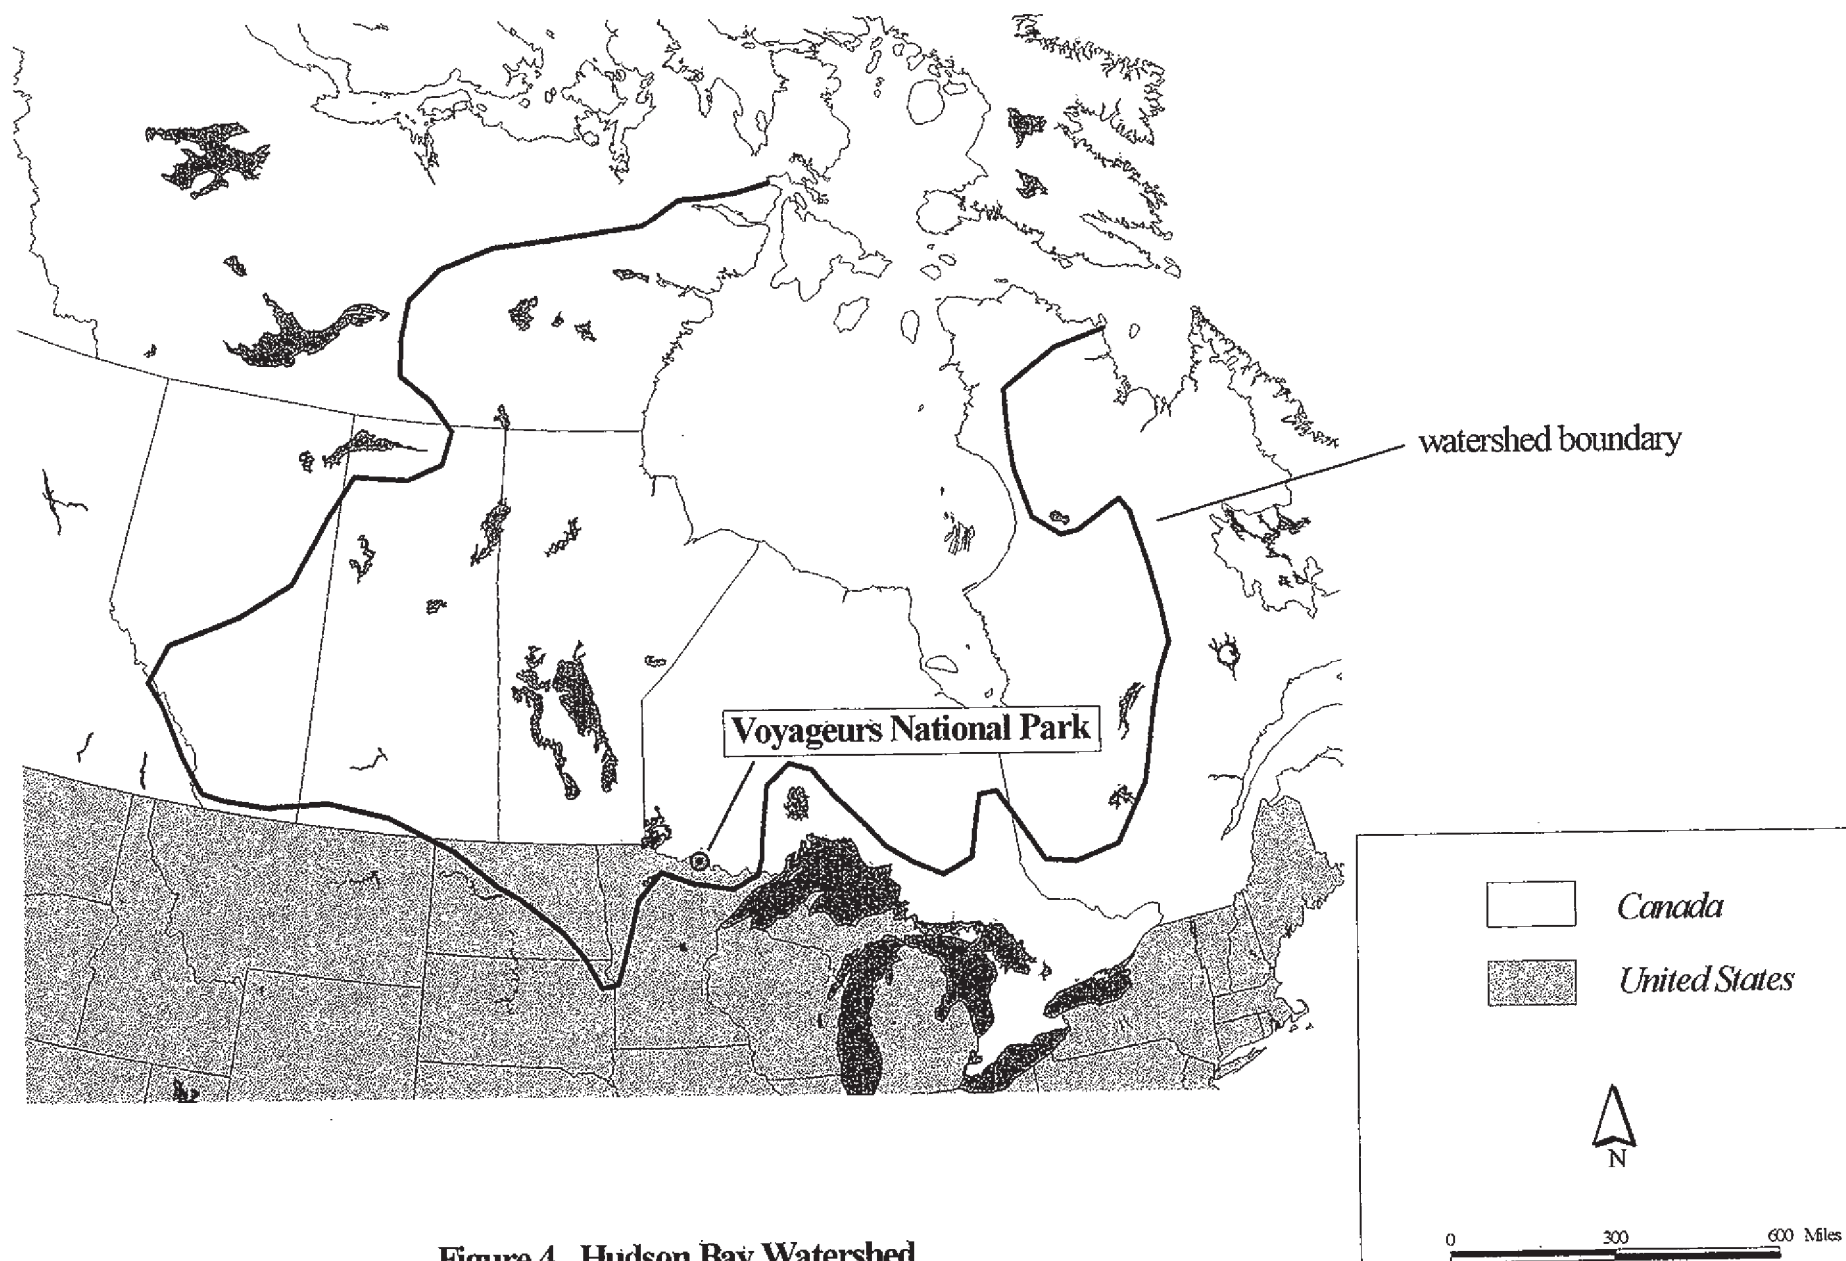 watershed boundary
Voyageurs National Park
Canada
United States
N
0 300 600 Miles
Figure 4. Hudson Bay Watershed